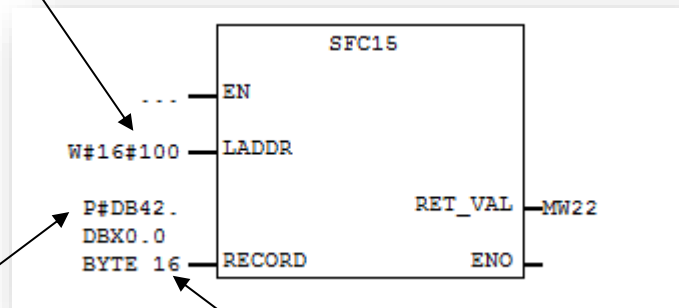 SFC15
... EN
W#16#100 LADDR
P#DB42. RET_VAL MW22
DBX0.0
BYTE 16 RECORD ENO